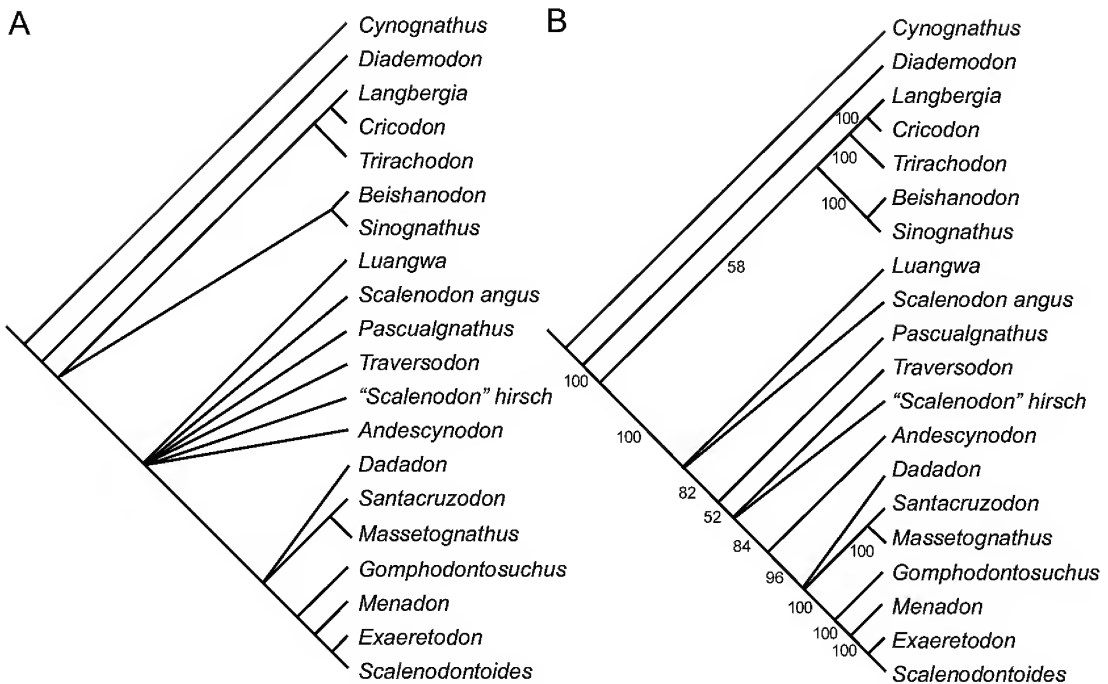 A
Cynognathus
Diademodon
Langbergia
Cricodon
Trirachodon
Beishanodon
Sinognathus
Luangwa
Scalenodon angus
Pascualgnathus
Traversodon
“Scalenodon” hirsch
Andescynodon
Dadadon
Santacruzodon
Massetognathus
Gomphodontosuchus
Menadon
Exaeretodon
Scalenodontoides
B
Cynognathus
Diademodon
Langbergia
100
Cricodon
100
Trirachodon
Beishanodon
100
Sinognathus
58
Luangwa
Scalenodon angus
Pascualgnathus
Traversodon
100
“Scalenodon” hirsch
100
Andescynodon
Dadadon
82
Santacruzodon
52
Massetognathus
84
100
Gomphodontosuchus
96
Menadon
100
Exaeretodon
100
100
Scalenodontoides